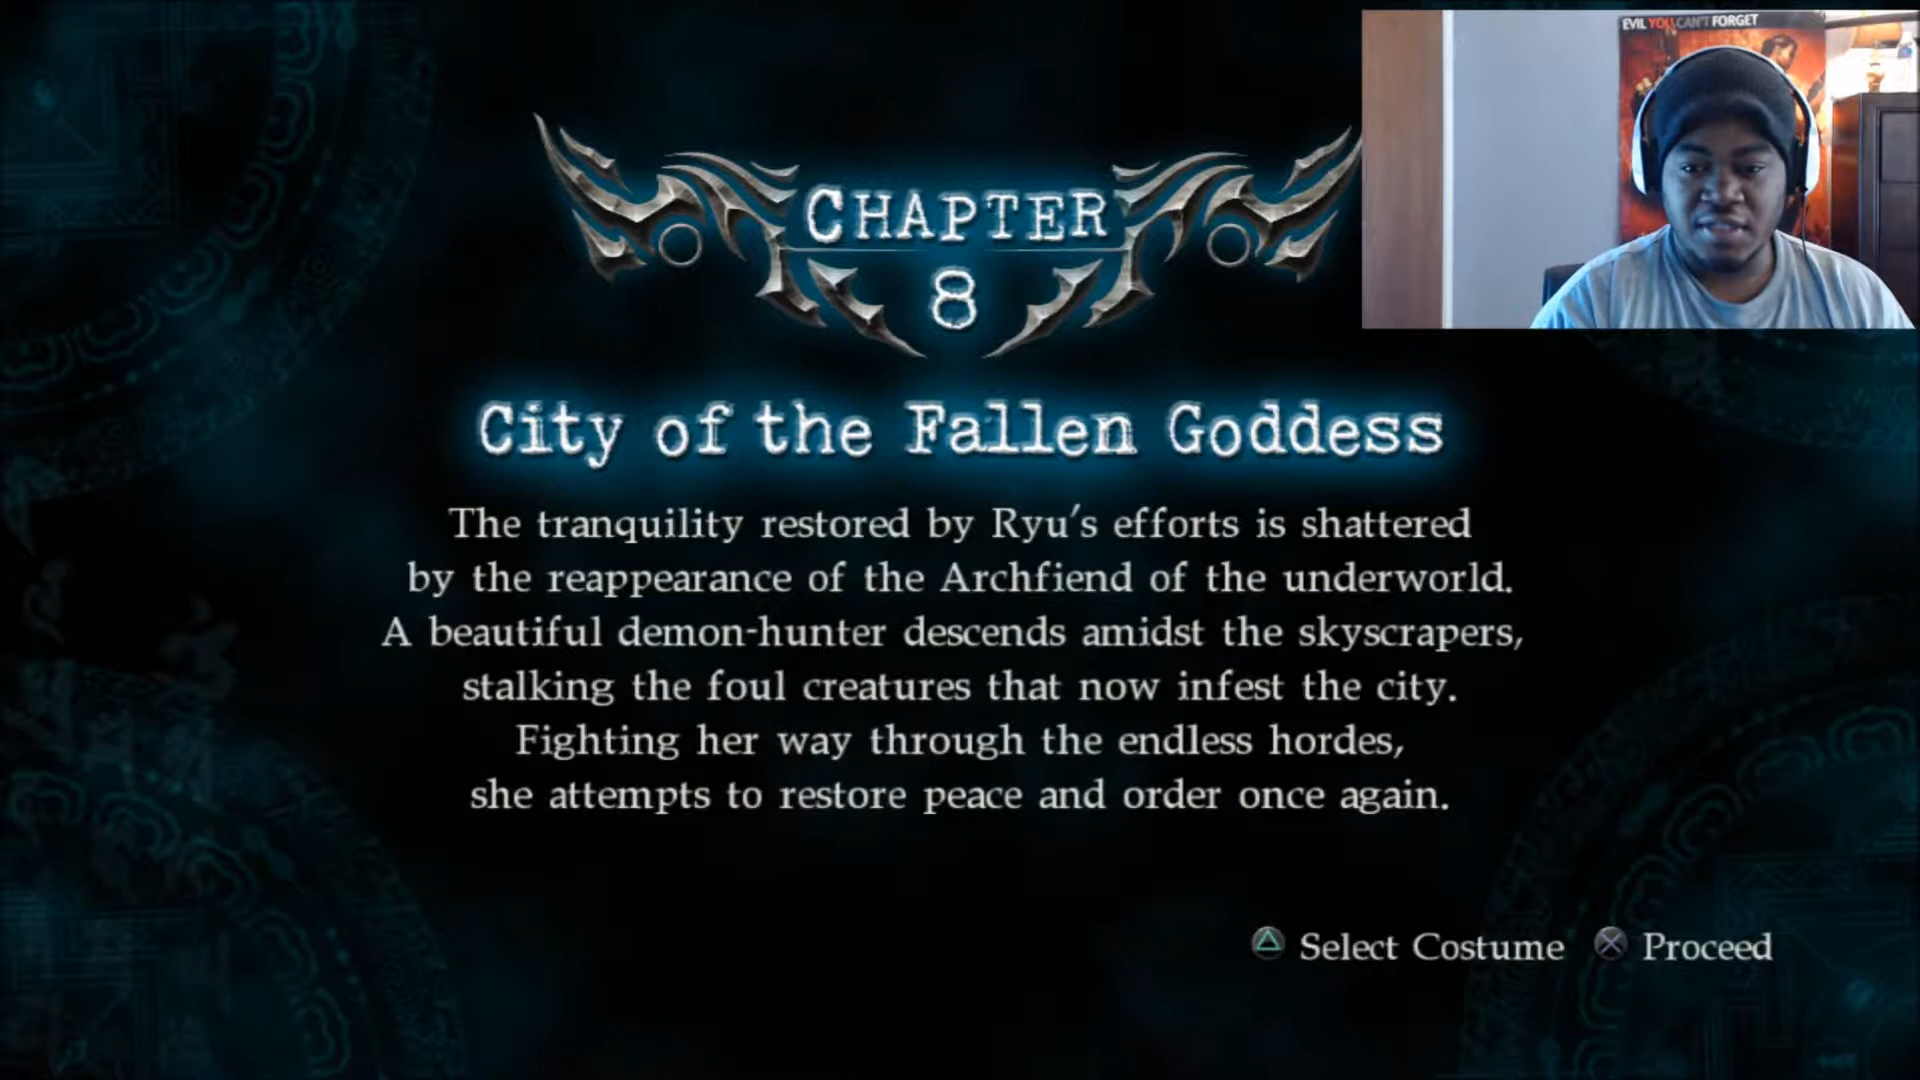 EVIL YOU CAN'T FORGET
CHAPTER
8
City of the Fallen Goddess
The tranquility restored by Ryu's efforts is shattered
by the reappearance of the Archfiend of the underworld.
A beautiful demon-hunter descends amidst the skyscrapers,
stalking the foul creatures that now infest the city.
Fighting her way through the endless hordes,
she attempts to restore peace and order once again.
Select Costume Proceed